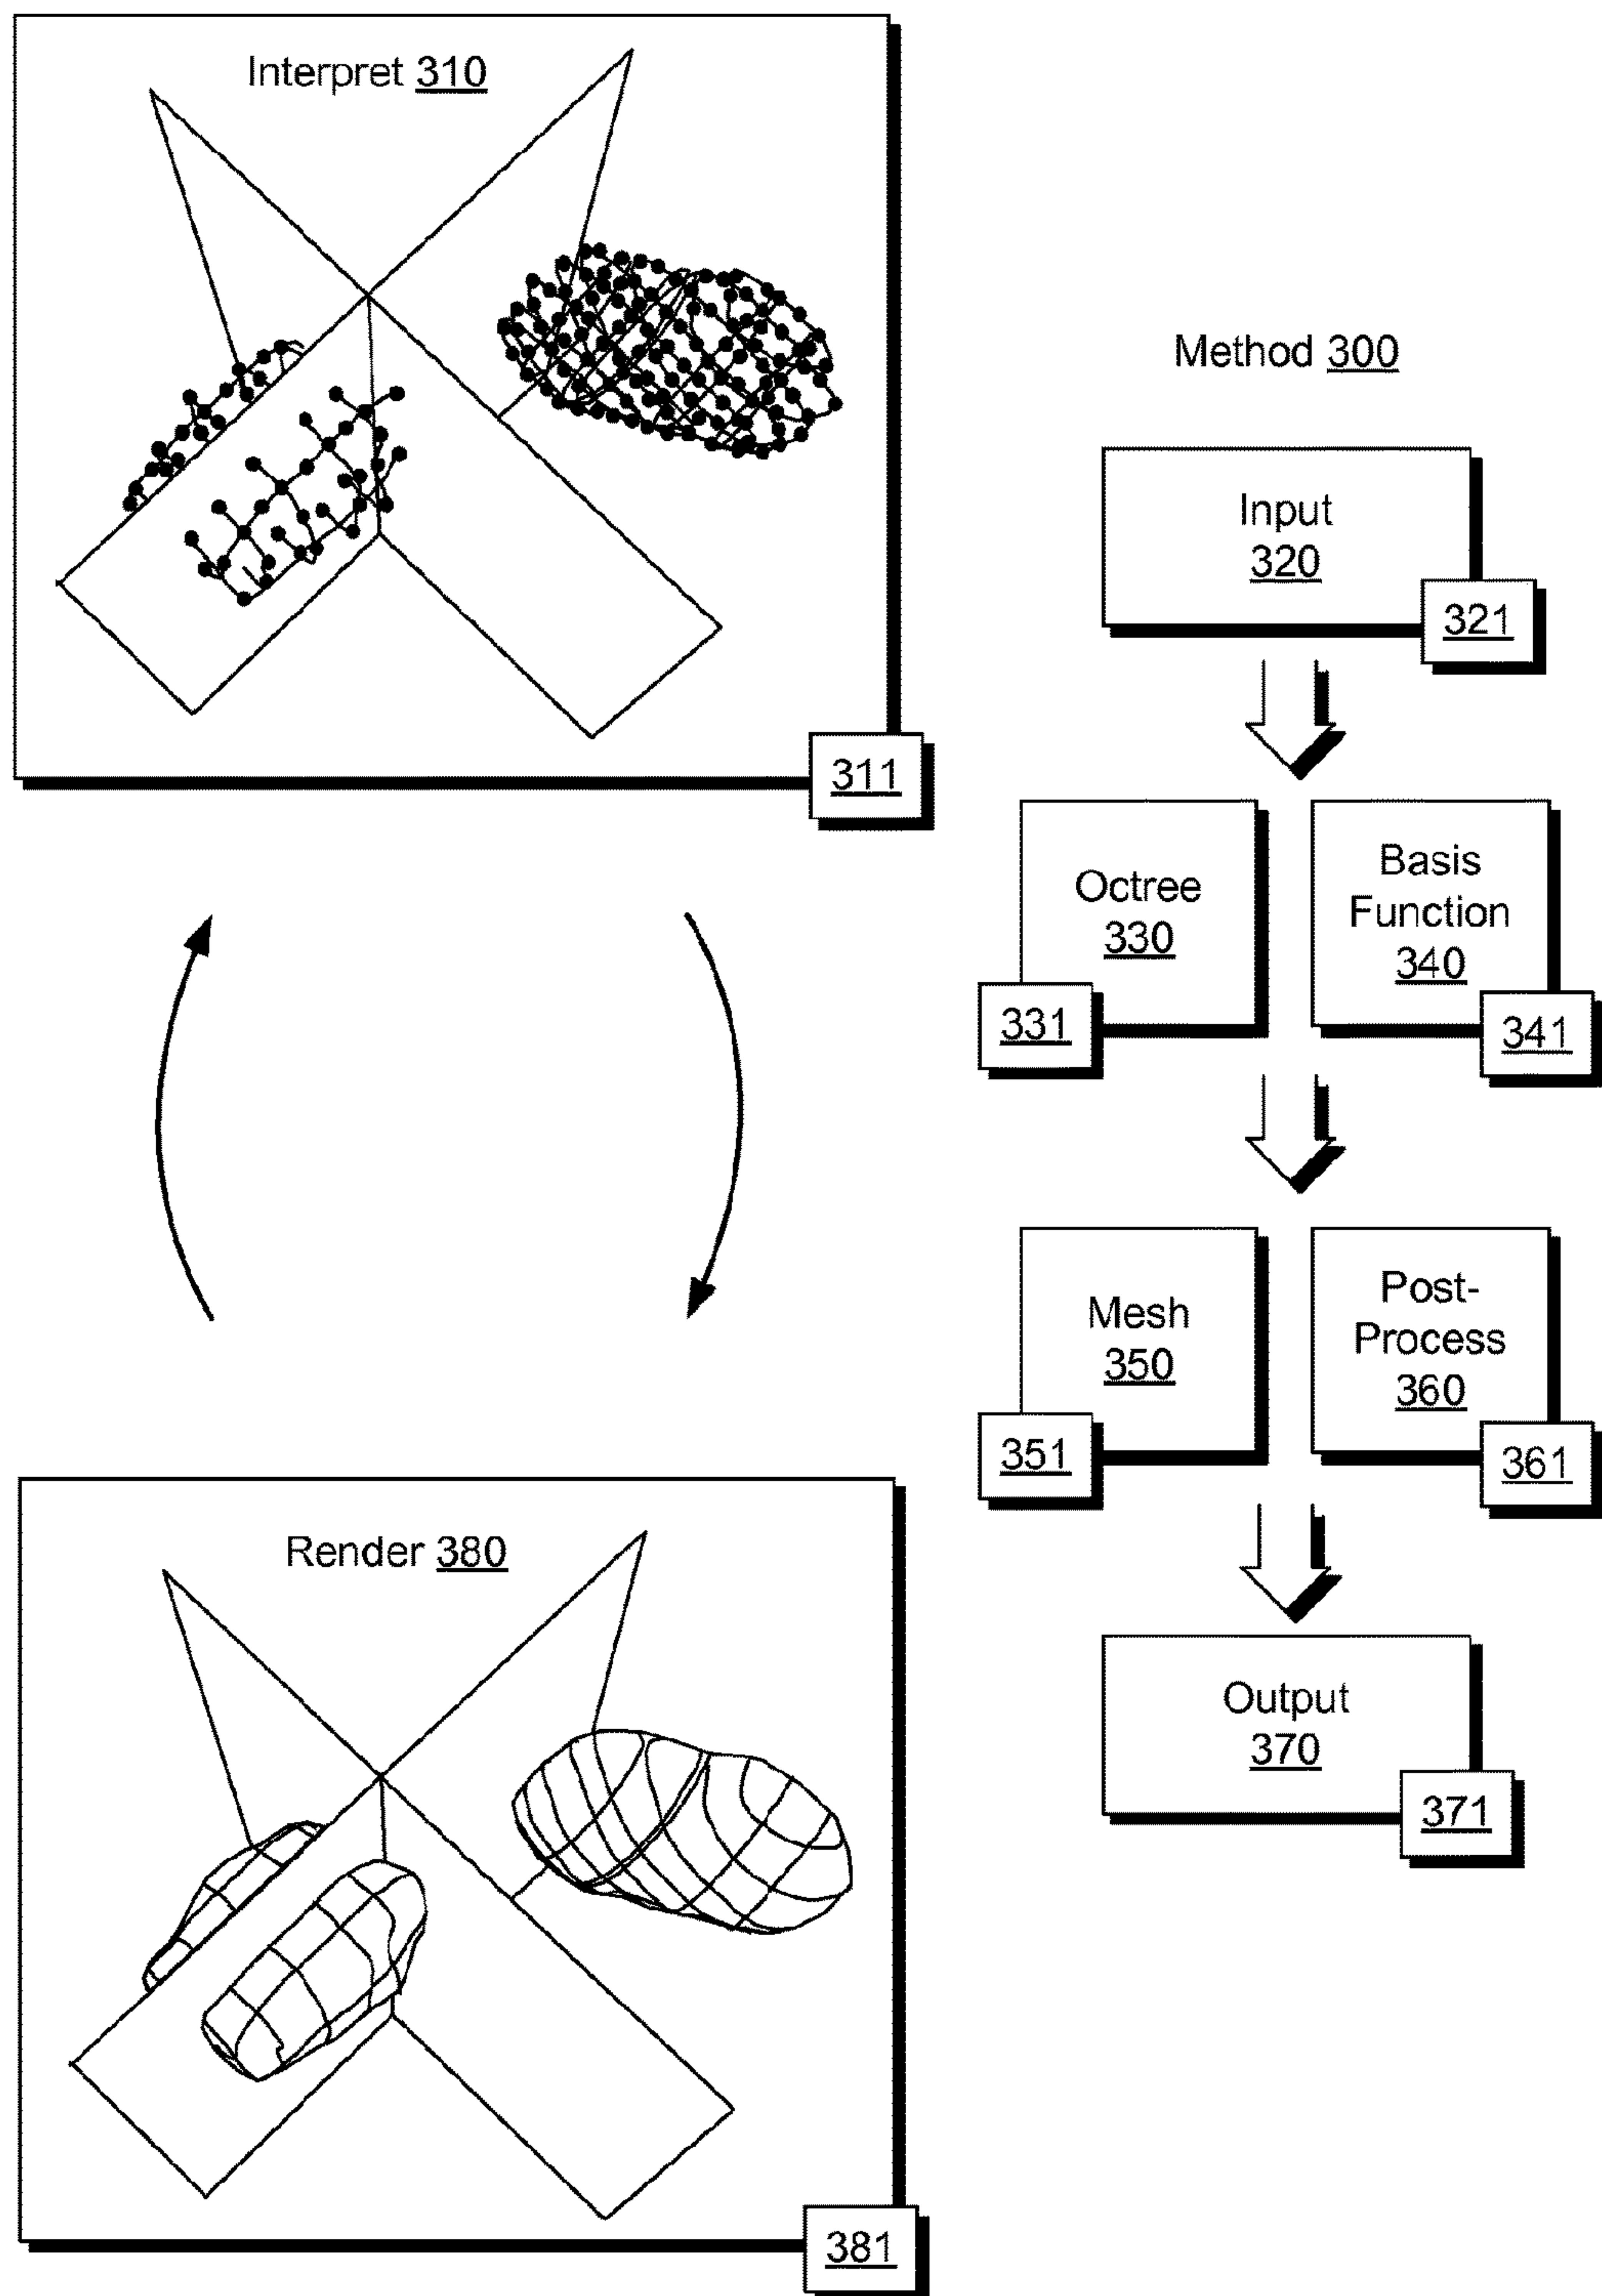 Interpret 310
311
Method 300
Input
320
321
Octree
330
331
Basis
Function
340
341
Mesh
350
351
Post-
Process
360
361
Output
370
371
Render 380
381